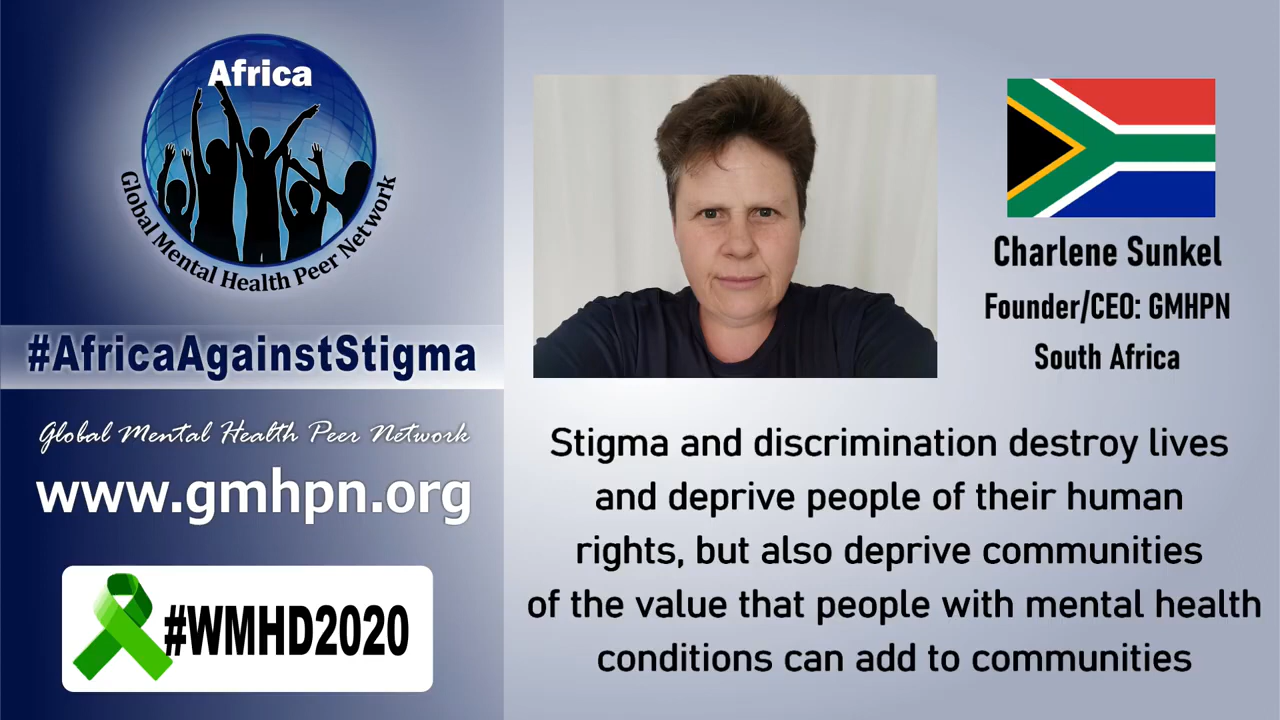 Africa
Global Mental Health Peer Network
#AfricaAgainstStigma
Global Mental Health Peer Network
www.gmhpn.org
#WMHD2020
Charlene Sunkel
Founder/CEO: GMHPN
South Africa
Stigma and discrimination destroy lives
and deprive people of their human
rights, but also deprive communities
of the value that people with mental health
conditions can add to communities